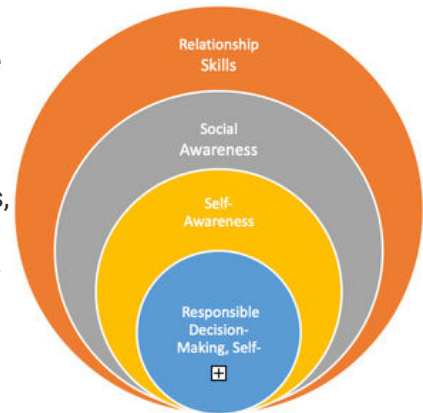 Relationship
Skills
Social
Awareness
Self-
Awareness
Responsible
Decision-
Making, Self-